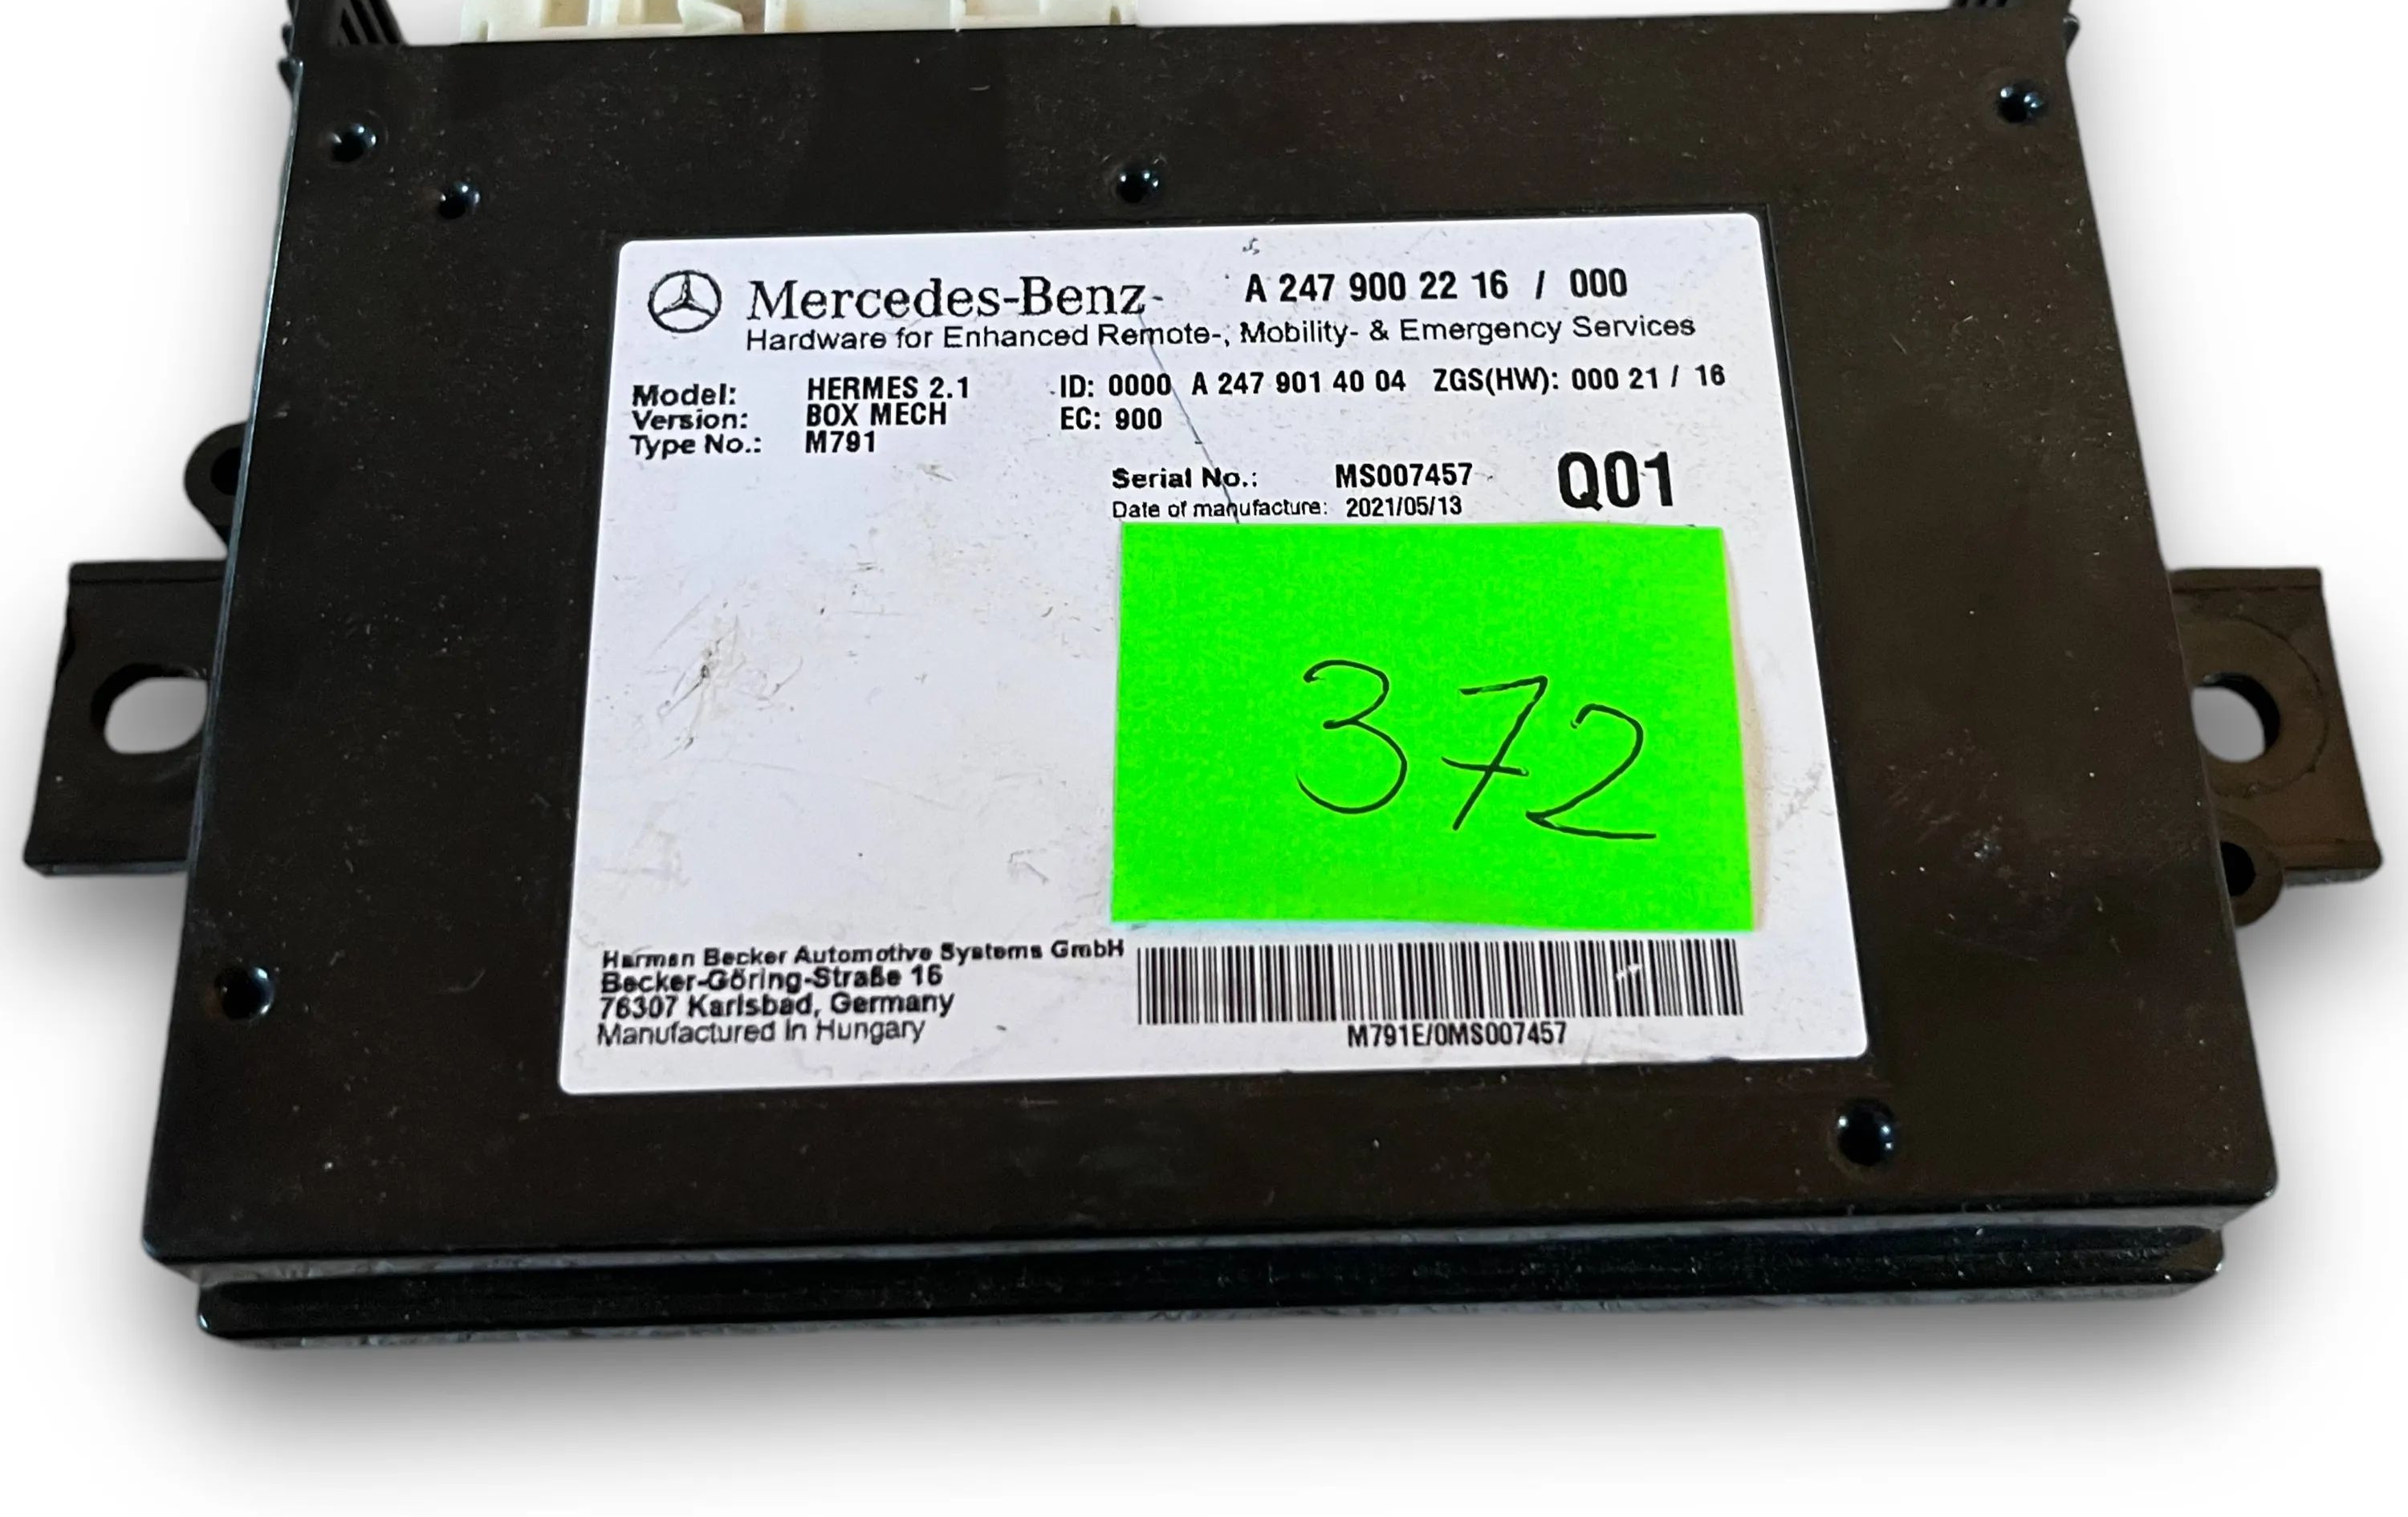 Mercedes-Benz A 247 900 22 16 / 000
Hardware for Enhanced Remote-, Mobility- & Emergency Services
Model: HERMES 2.1 ID: 0000 A 247 901 40 04 ZGS(HW): 000 21 / 16
Version: BOX MECH EC: 900
Type No.: M791
Serial No.: MS007457 Q01
Date of manufacture: 2021/05/13
372
Harman Becker Automotive Systems GmbH
Becker-Göring-Straße 16
76307 Karlsbad, Germany
Manufactured in Hungary
M791E/0MS007457